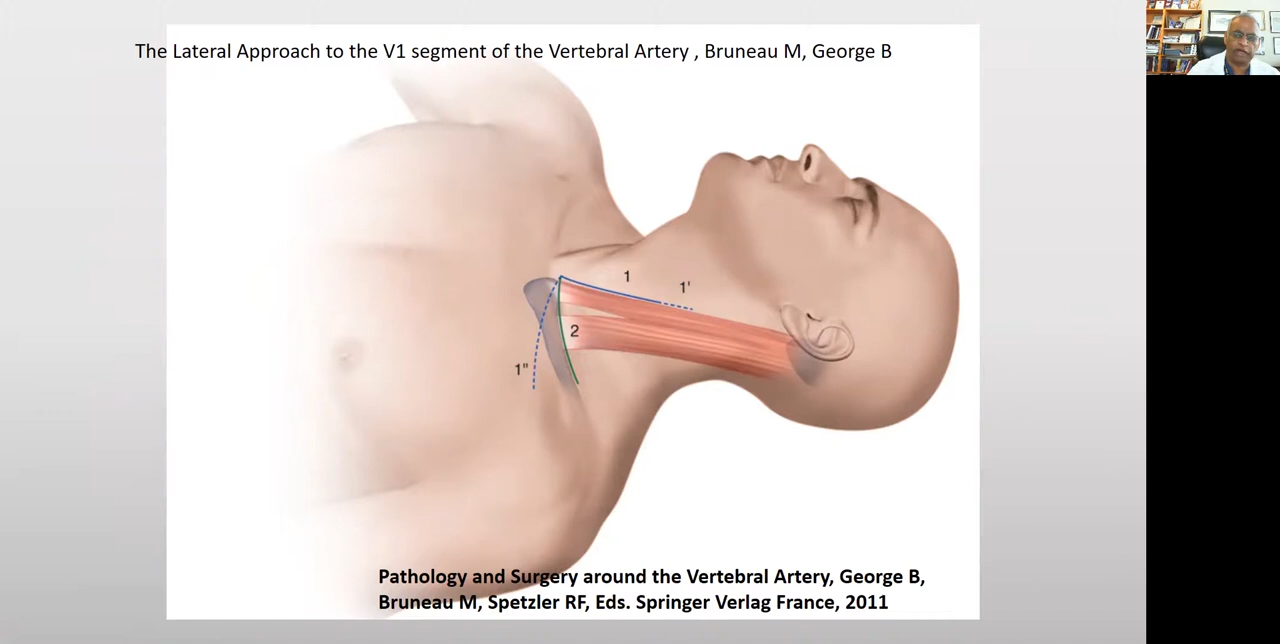 The Lateral Approach to the V1 segment of the Vertebral Artery , Bruneau M, George B
1
1'
2
1"
Pathology and Surgery around the Vertebral Artery, George B,
Bruneau M, Spetzler RF, Eds. Springer Verlag France, 2011